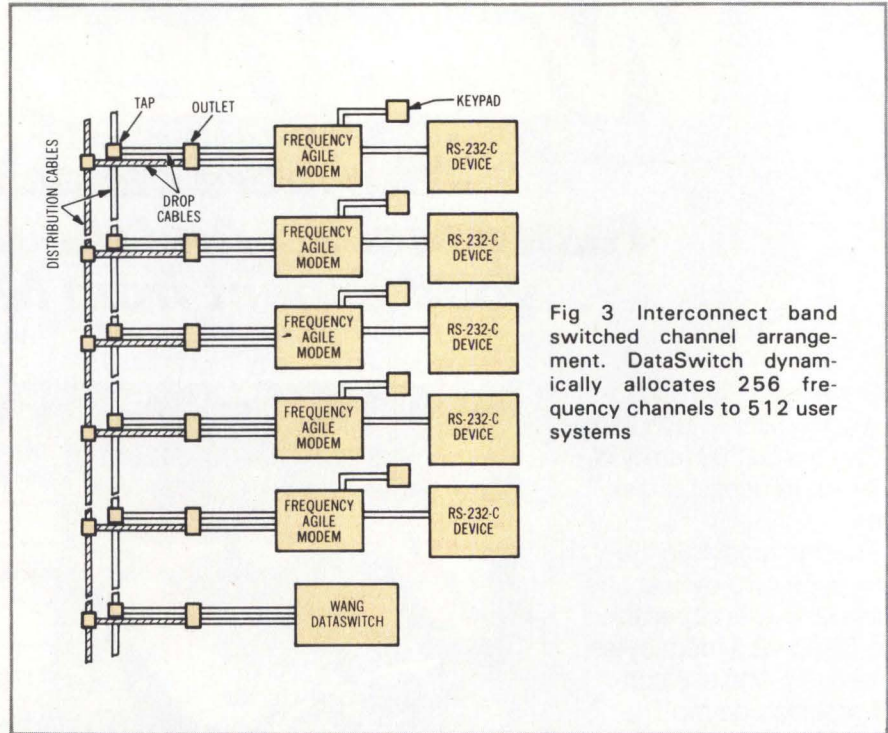 TAP
OUTLET
KEYPAD
DISTRIBUTION CABLES
DROP
CABLES
FREQUENCY
AGILE
MODEM
RS-232-C
DEVICE
FREQUENCY
AGILE
MODEM
RS-232-C
DEVICE
FREQUENCY
AGILE
MODEM
RS-232-C
DEVICE
FREQUENCY
AGILE
MODEM
RS-232-C
DEVICE
FREQUENCY
AGILE
MODEM
RS-232-C
DEVICE
WANG
DATASWITCH
Fig 3 Interconnect band
switched channel arrange-
ment. DataSwitch dynam-
ically allocates 256 fre-
quency channels to 512 user
systems